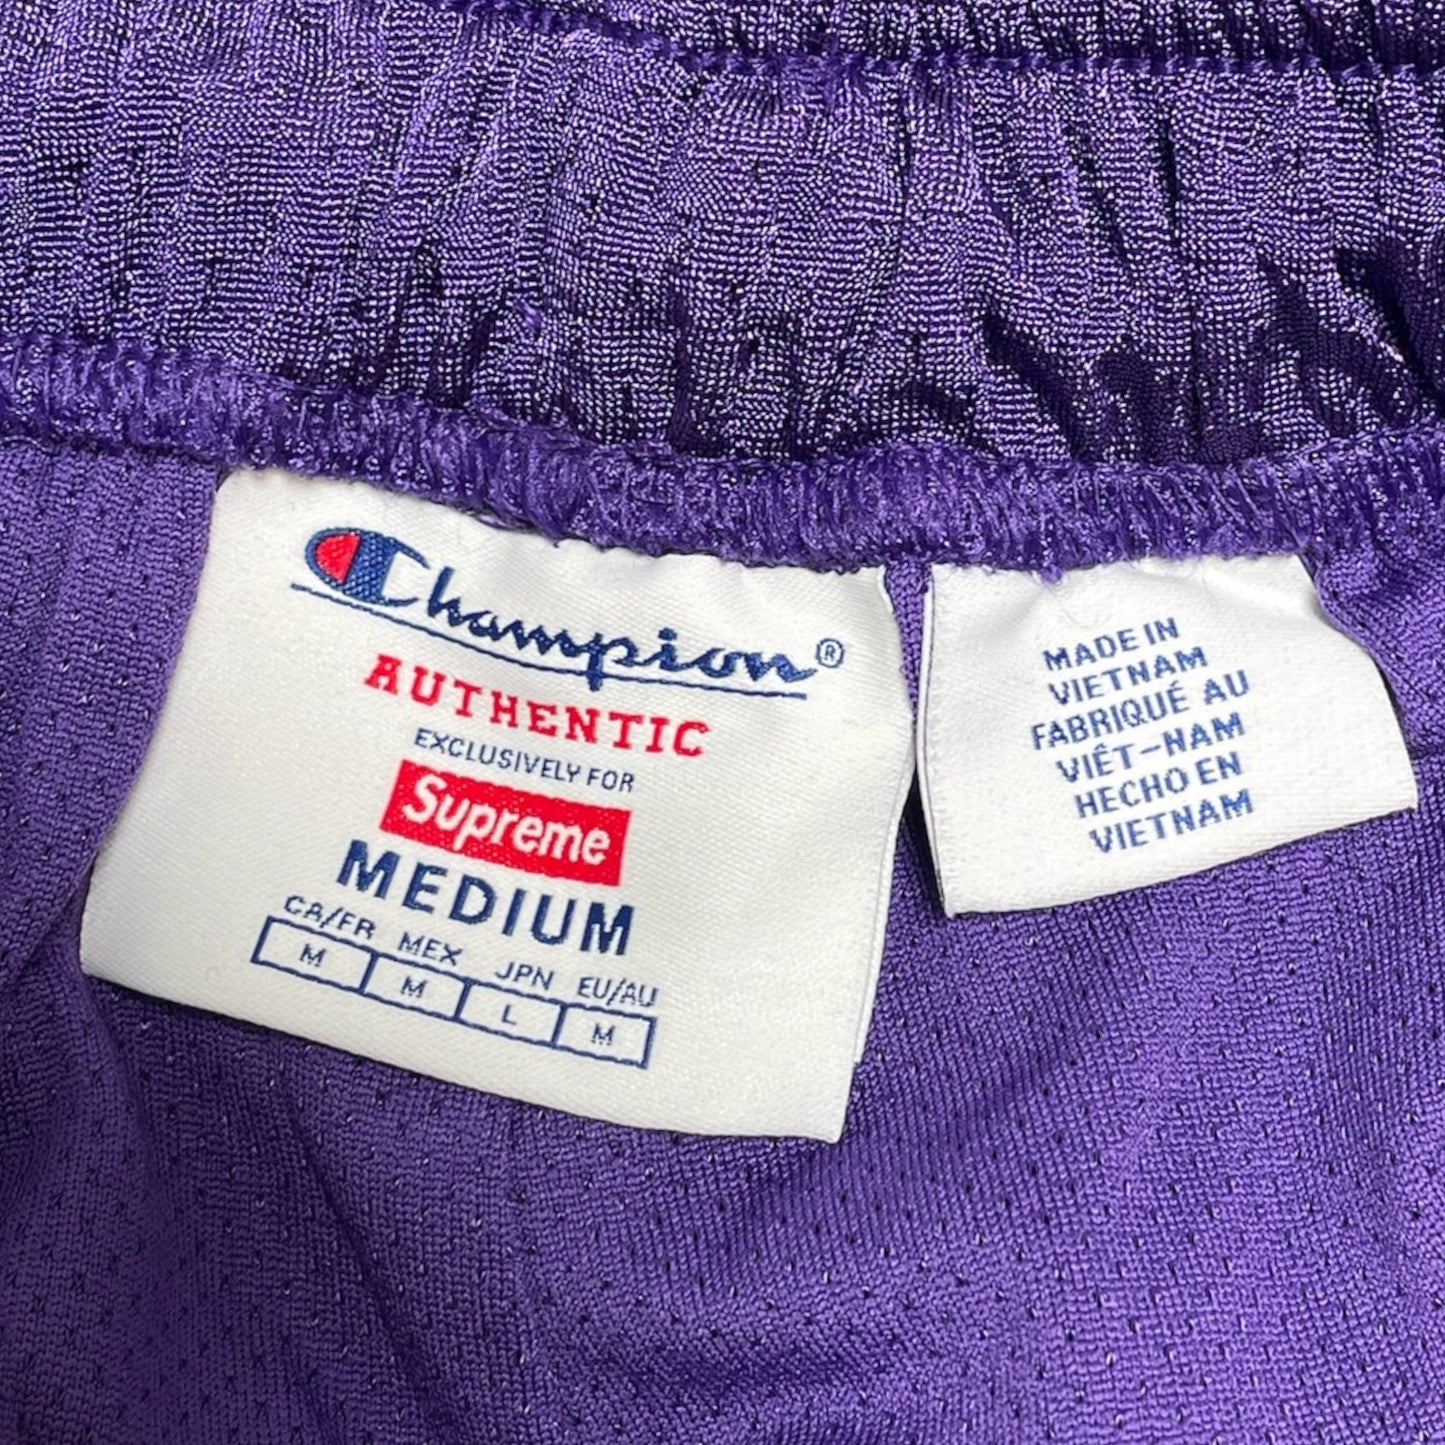 Champion®
AUTHENTIC
EXCLUSIVELY FOR
Supreme
MEDIUM
CA/FR MEX JPN EU/AU
M M L M
MADE IN
VIETNAM
FABRIQUÉ AU
VIÊT-NAM
HECHO EN
VIETNAM